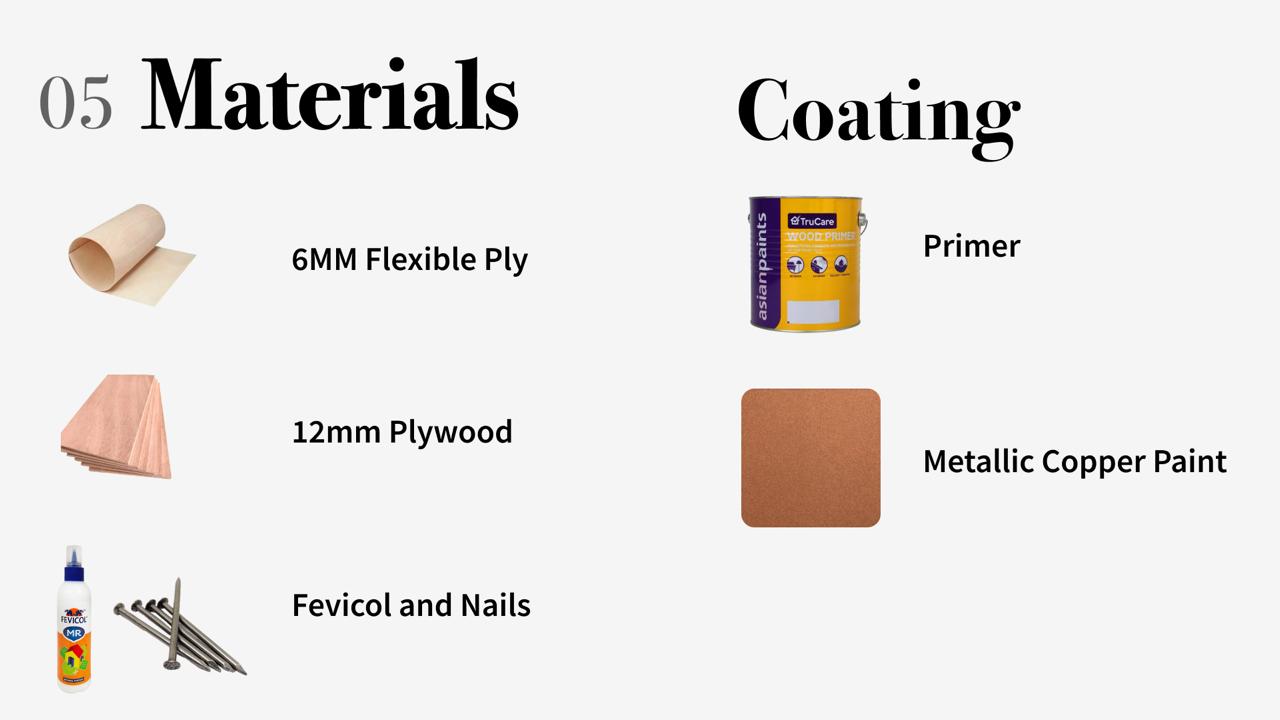 05 Materials
6MM Flexible Ply
12mm Plywood
FEVICOL
MR
Fevicol and Nails
Coating
asianpaints
TruCare
WOOD PRIMER
Primer
Metallic Copper Paint